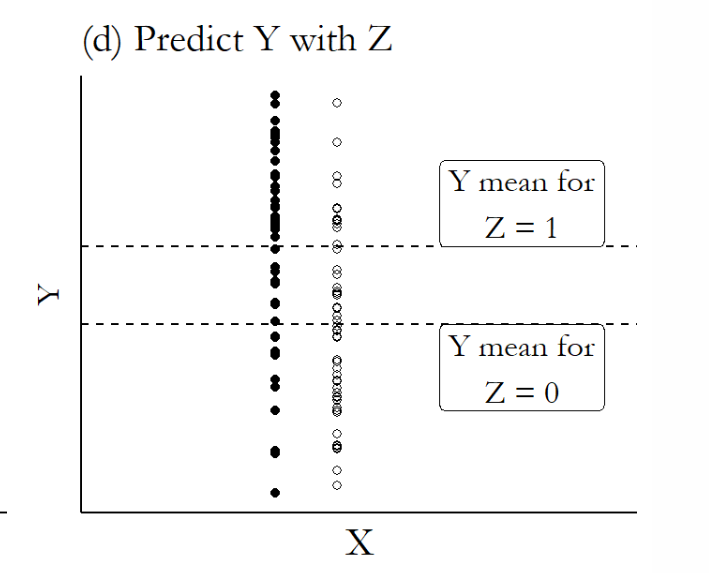 (d) Predict Y with Z
Y mean for
Z = 1
Y
Y mean for
Z = 0
X